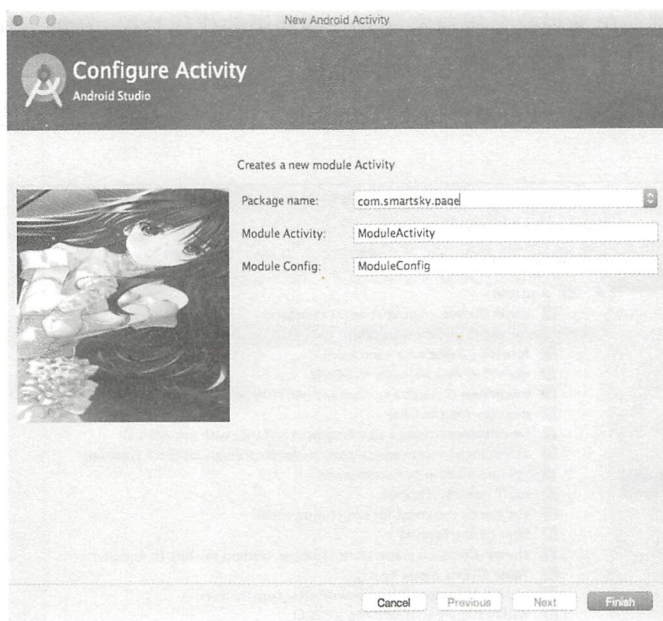 New Android Activity
Configure Activity
Android Studio
Creates a new module Activity
Package name: com.smartsky.page
Module Activity: ModuleActivity
Module Config: ModuleConfig
Cancel Previous Next Finish